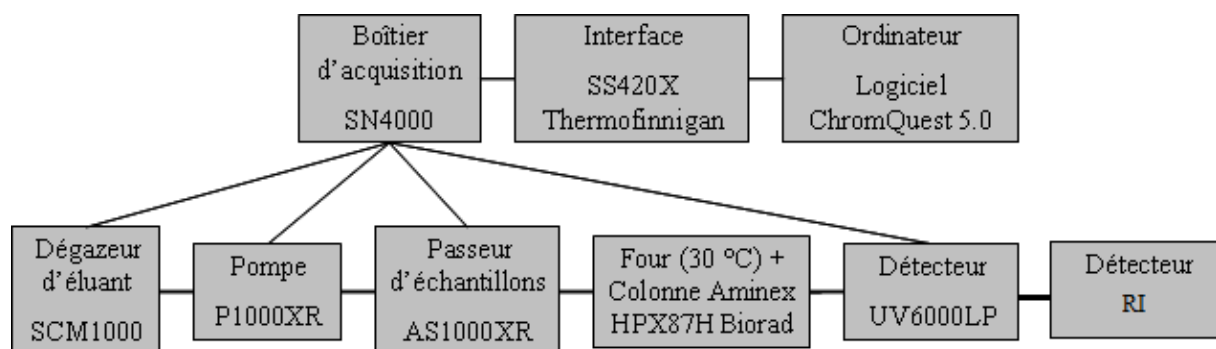 Boîtier
d'acquisition
SN4000
Interface
SS420X
Thermofinnigan
Ordinateur
Logiciel
ChromQuest 5.0
Dégazeur
d'éluant
SCM1000
Pompe
P1000XR
Passeur
d'échantillons
AS1000XR
Four (30 °C) +
Colonne Aminex
HPX87H Biorad
Détecteur
UV6000LP
Détecteur
RI